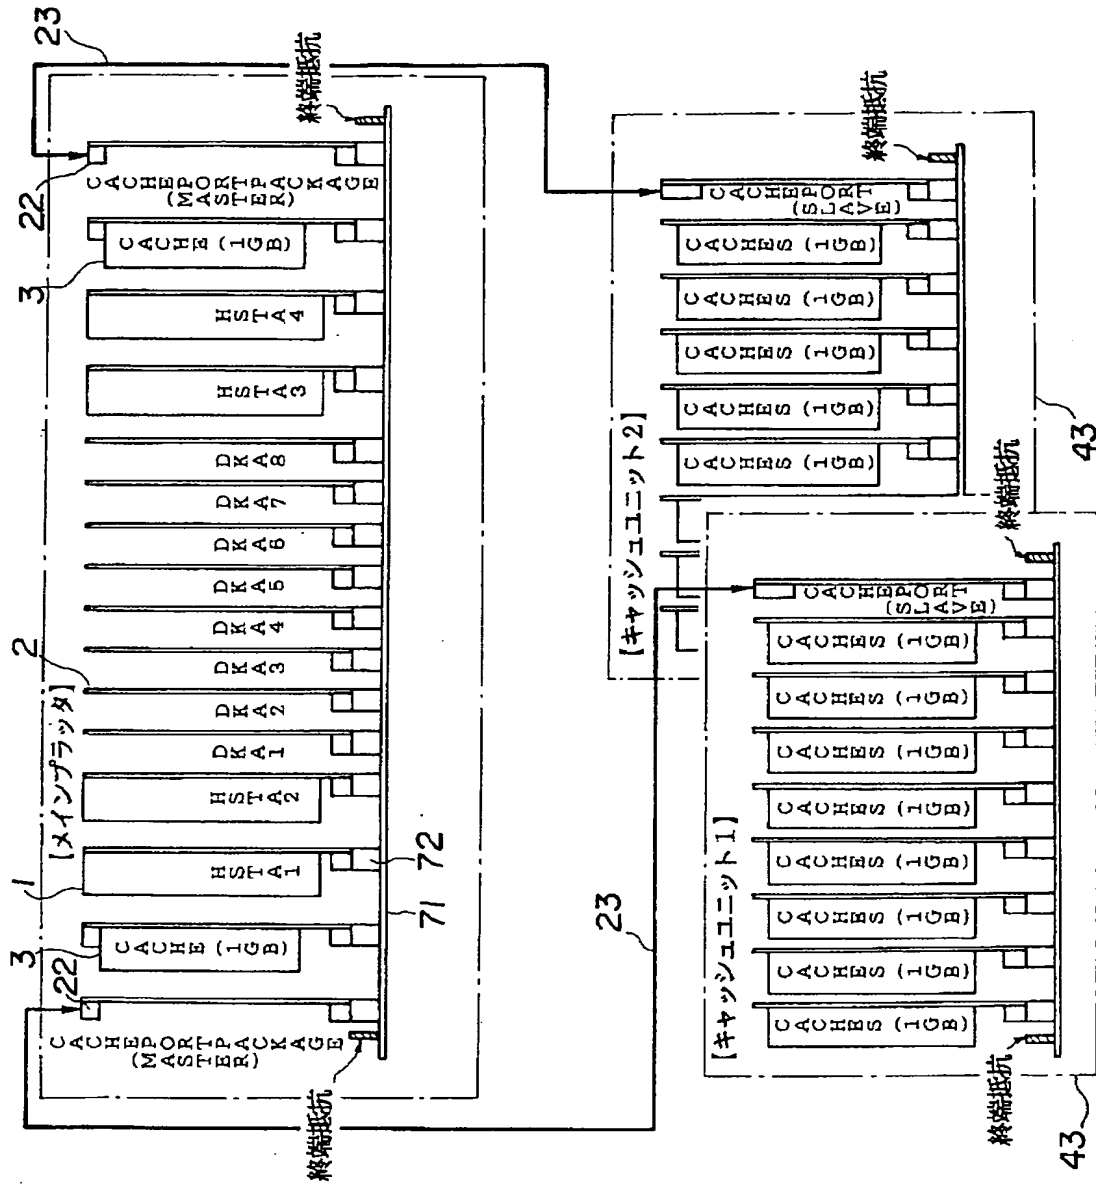 【メインプラッタ】
終端抵抗
22
CACHE PORT PACKAGE
(MASTER)
3
CACHE (1GB)
1
HSTA1
HSTA2
DKA1
2
DKA2
DKA3
DKA4
DKA5
DKA6
DKA7
DKA8
HSTA3
HSTA4
3
CACHE (1GB)
22
CACHE PORT PACKAGE
(MASTER)
終端抵抗
23
71
72
23
【キャッシュユニット1】
終端抵抗
43
CACHES (1GB)
CACHES (1GB)
CACHES (1GB)
CACHES (1GB)
CACHES (1GB)
CACHES (1GB)
CACHES (1GB)
CACHES (1GB)
CACHEPORT
(SLAVE)
終端抵抗
【キャッシュユニット2】
CACHES (1GB)
CACHES (1GB)
CACHES (1GB)
CACHES (1GB)
CACHES (1GB)
CACHEPORT
(SLAVE)
終端抵抗
43